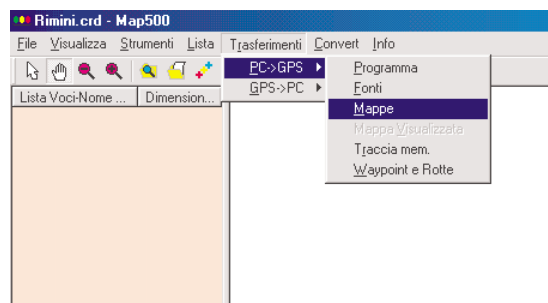 Rimini.crd - Map500
File Visualizza Strumenti Lista Trasferimenti Convert Info
PC->GPS
GPS->PC
Programma
Fonti
Mappe
Mappa Visualizzata
Traccia mem.
Waypoint e Rotte
Lista Voci-Nome ... Dimension...